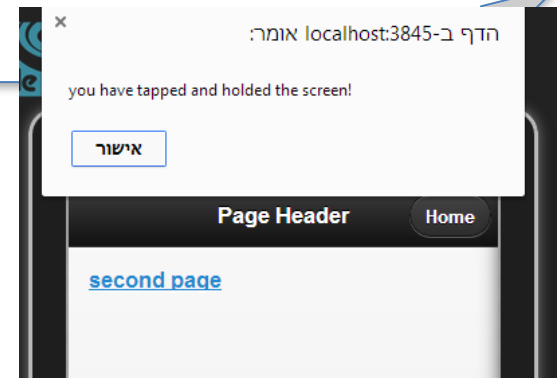 הדף ב-localhost:3845 אומר:
you have tapped and holded the screen!
אישור
Page Header
Home
second page